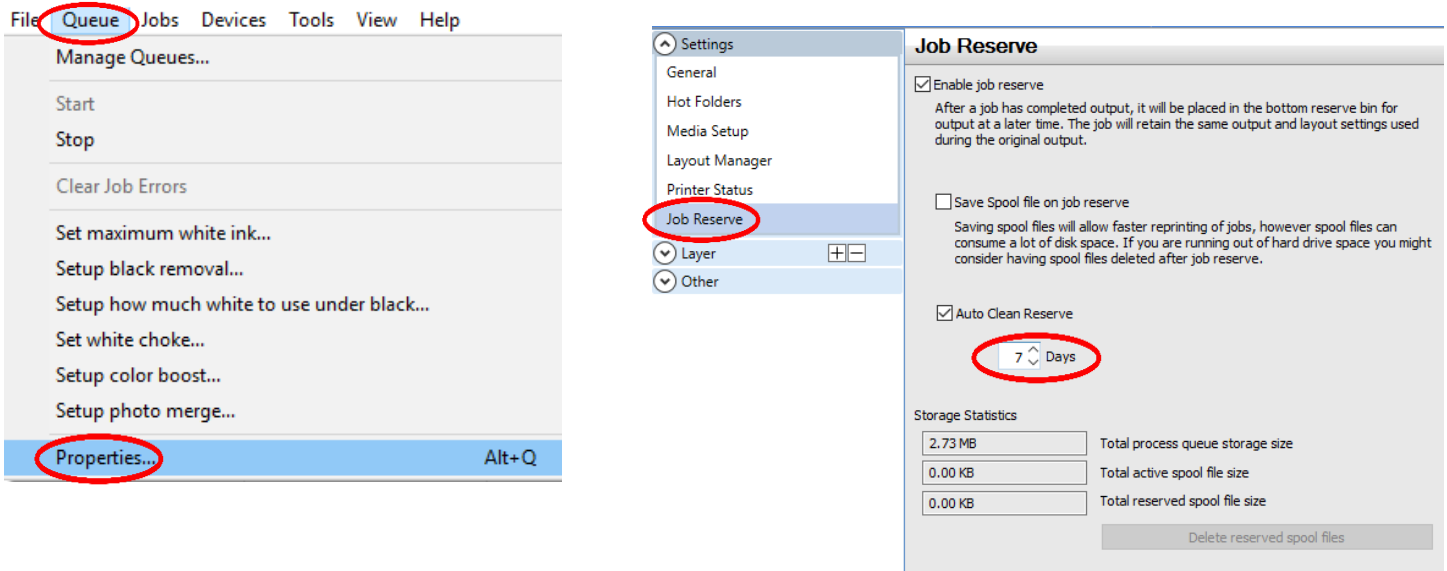 File Queue Jobs Devices Tools View Help
Manage Queues...
Start
Stop
Clear Job Errors
Set maximum white ink...
Setup black removal...
Setup how much white to use under black...
Set white choke...
Setup color boost...
Setup photo merge...
Properties... Alt+Q
Settings
General
Hot Folders
Media Setup
Layout Manager
Printer Status
Job Reserve
Layer
Other
Job Reserve
Enable job reserve
After a job has completed output, it will be placed in the bottom reserve bin for
output at a later time. The job will retain the same output and layout settings used
during the original output.
Save Spool file on job reserve
Saving spool files will allow faster reprinting of jobs, however spool files can
consume a lot of disk space. If you are running out of hard drive space you might
consider having spool files deleted after job reserve.
Auto Clean Reserve
7 Days
Storage Statistics
2.73 MB Total process queue storage size
0.00 KB Total active spool file size
0.00 KB Total reserved spool file size
Delete reserved spool files